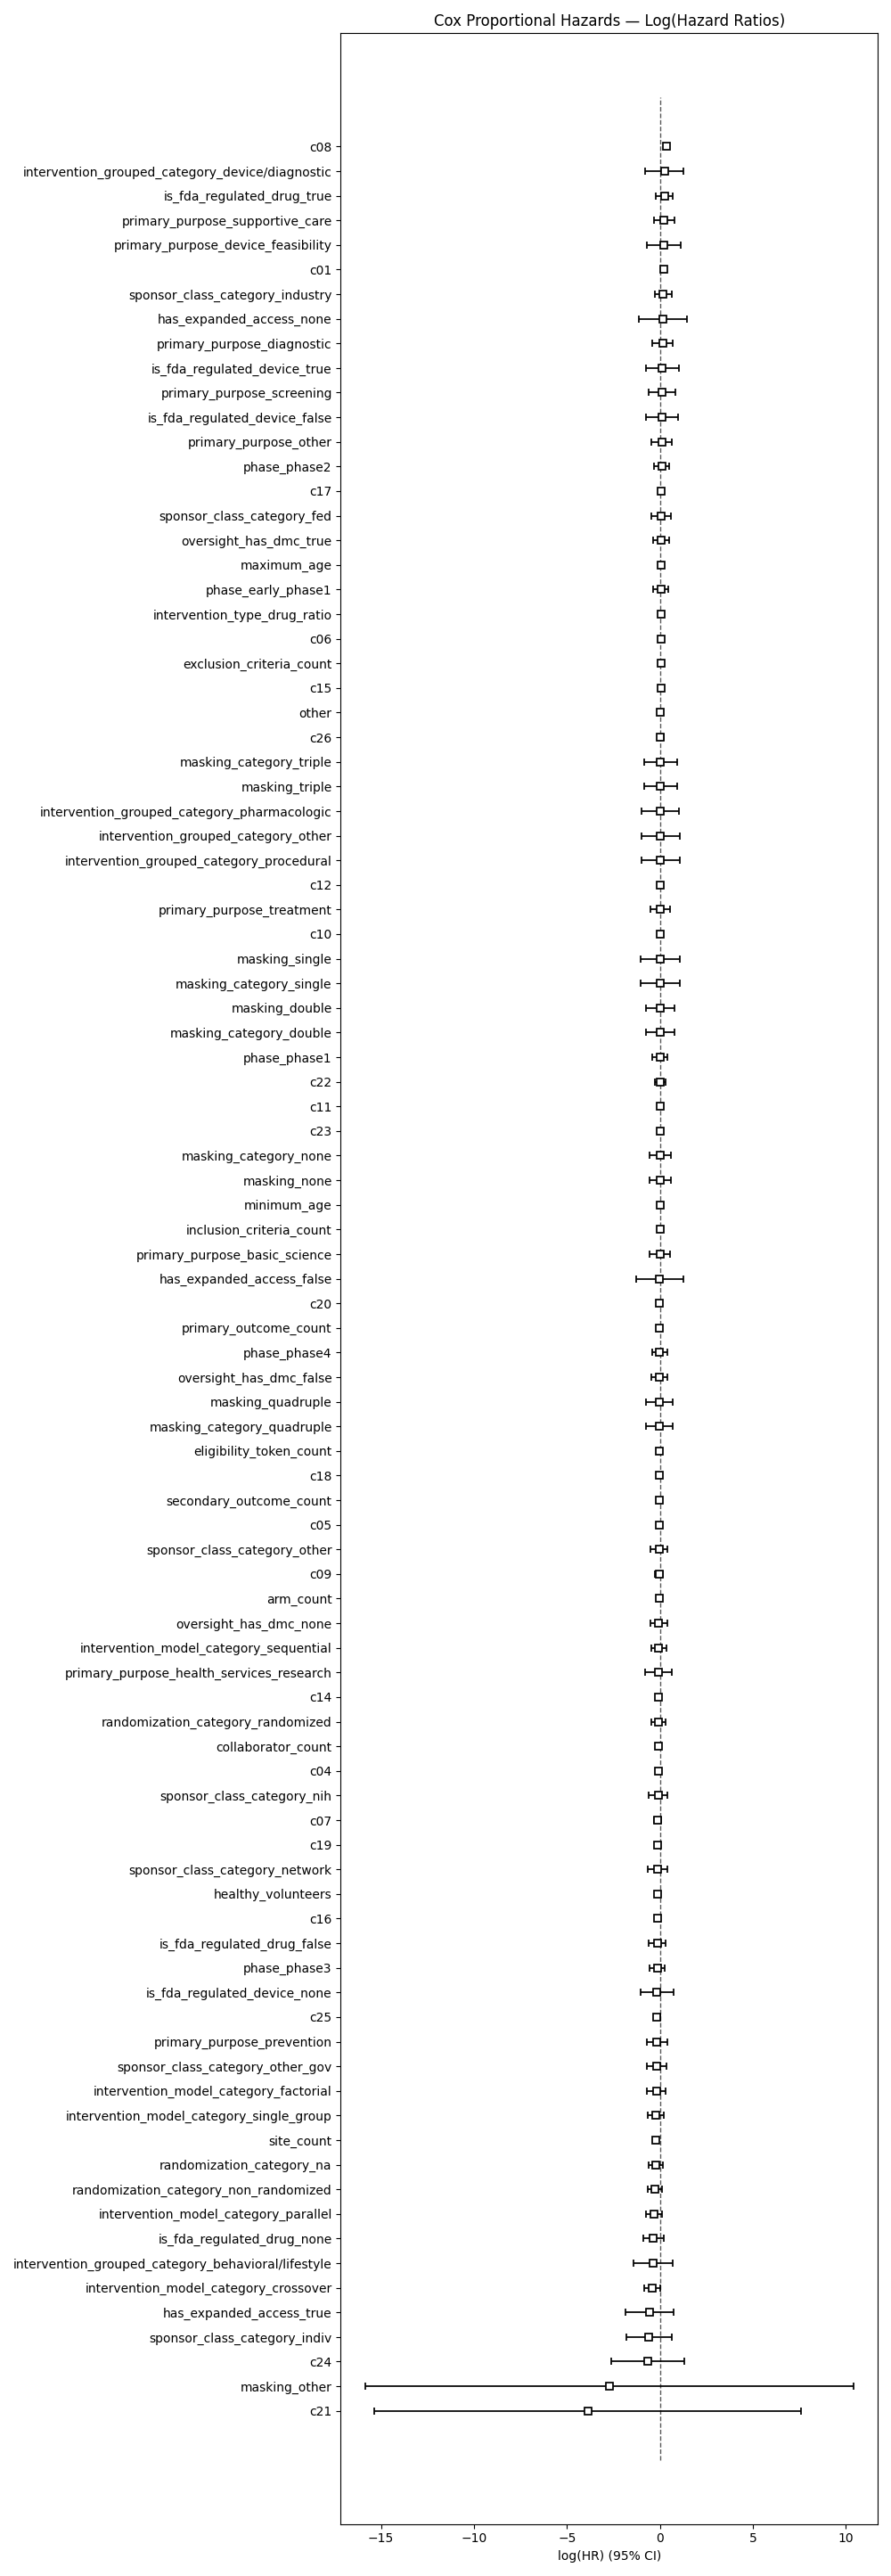 Cox Proportional Hazards — Log(Hazard Ratios)
c08
intervention_grouped_category_device/diagnostic
is_fda_regulated_drug_true
primary_purpose_supportive_care
primary_purpose_device_feasibility
c01
sponsor_class_category_industry
has_expanded_access_none
primary_purpose_diagnostic
is_fda_regulated_device_true
primary_purpose_screening
is_fda_regulated_device_false
primary_purpose_other
phase_phase2
c17
sponsor_class_category_fed
oversight_has_dmc_true
maximum_age
phase_early_phase1
intervention_type_drug_ratio
c06
exclusion_criteria_count
c15
other
c26
masking_category_triple
masking_triple
intervention_grouped_category_pharmacologic
intervention_grouped_category_other
intervention_grouped_category_procedural
c12
primary_purpose_treatment
c10
masking_single
masking_category_single
masking_double
masking_category_double
phase_phase1
c22
c11
c23
masking_category_none
masking_none
minimum_age
inclusion_criteria_count
primary_purpose_basic_science
has_expanded_access_false
c20
primary_outcome_count
phase_phase4
oversight_has_dmc_false
masking_quadruple
masking_category_quadruple
eligibility_token_count
c18
secondary_outcome_count
c05
sponsor_class_category_other
c09
arm_count
oversight_has_dmc_none
intervention_model_category_sequential
primary_purpose_health_services_research
c14
randomization_category_randomized
collaborator_count
c04
sponsor_class_category_nih
c07
c19
sponsor_class_category_network
healthy_volunteers
c16
is_fda_regulated_drug_false
phase_phase3
is_fda_regulated_device_none
c25
primary_purpose_prevention
sponsor_class_category_other_gov
intervention_model_category_factorial
intervention_model_category_single_group
site_count
randomization_category_na
randomization_category_non_randomized
intervention_model_category_parallel
is_fda_regulated_drug_none
intervention_grouped_category_behavioral/lifestyle
intervention_model_category_crossover
has_expanded_access_true
sponsor_class_category_indiv
c24
masking_other
c21
−15 −10 −5 0 5 10
log(HR) (95% CI)